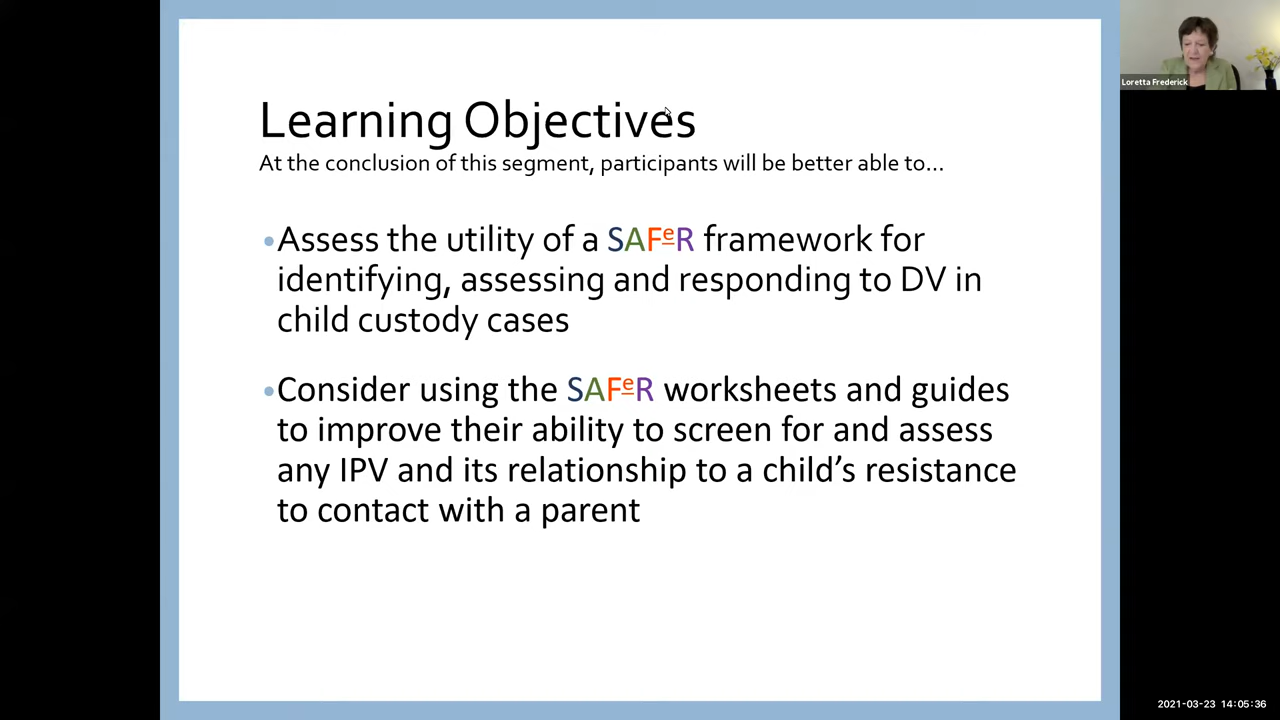 Learning Objectives
At the conclusion of this segment, participants will be better able to...
•Assess the utility of a SAFeR framework for
identifying, assessing and responding to DV in
child custody cases
•Consider using the SAFeR worksheets and guides
to improve their ability to screen for and assess
any IPV and its relationship to a child’s resistance
to contact with a parent
Loretta Frederick
2021-03-23 14:05:36